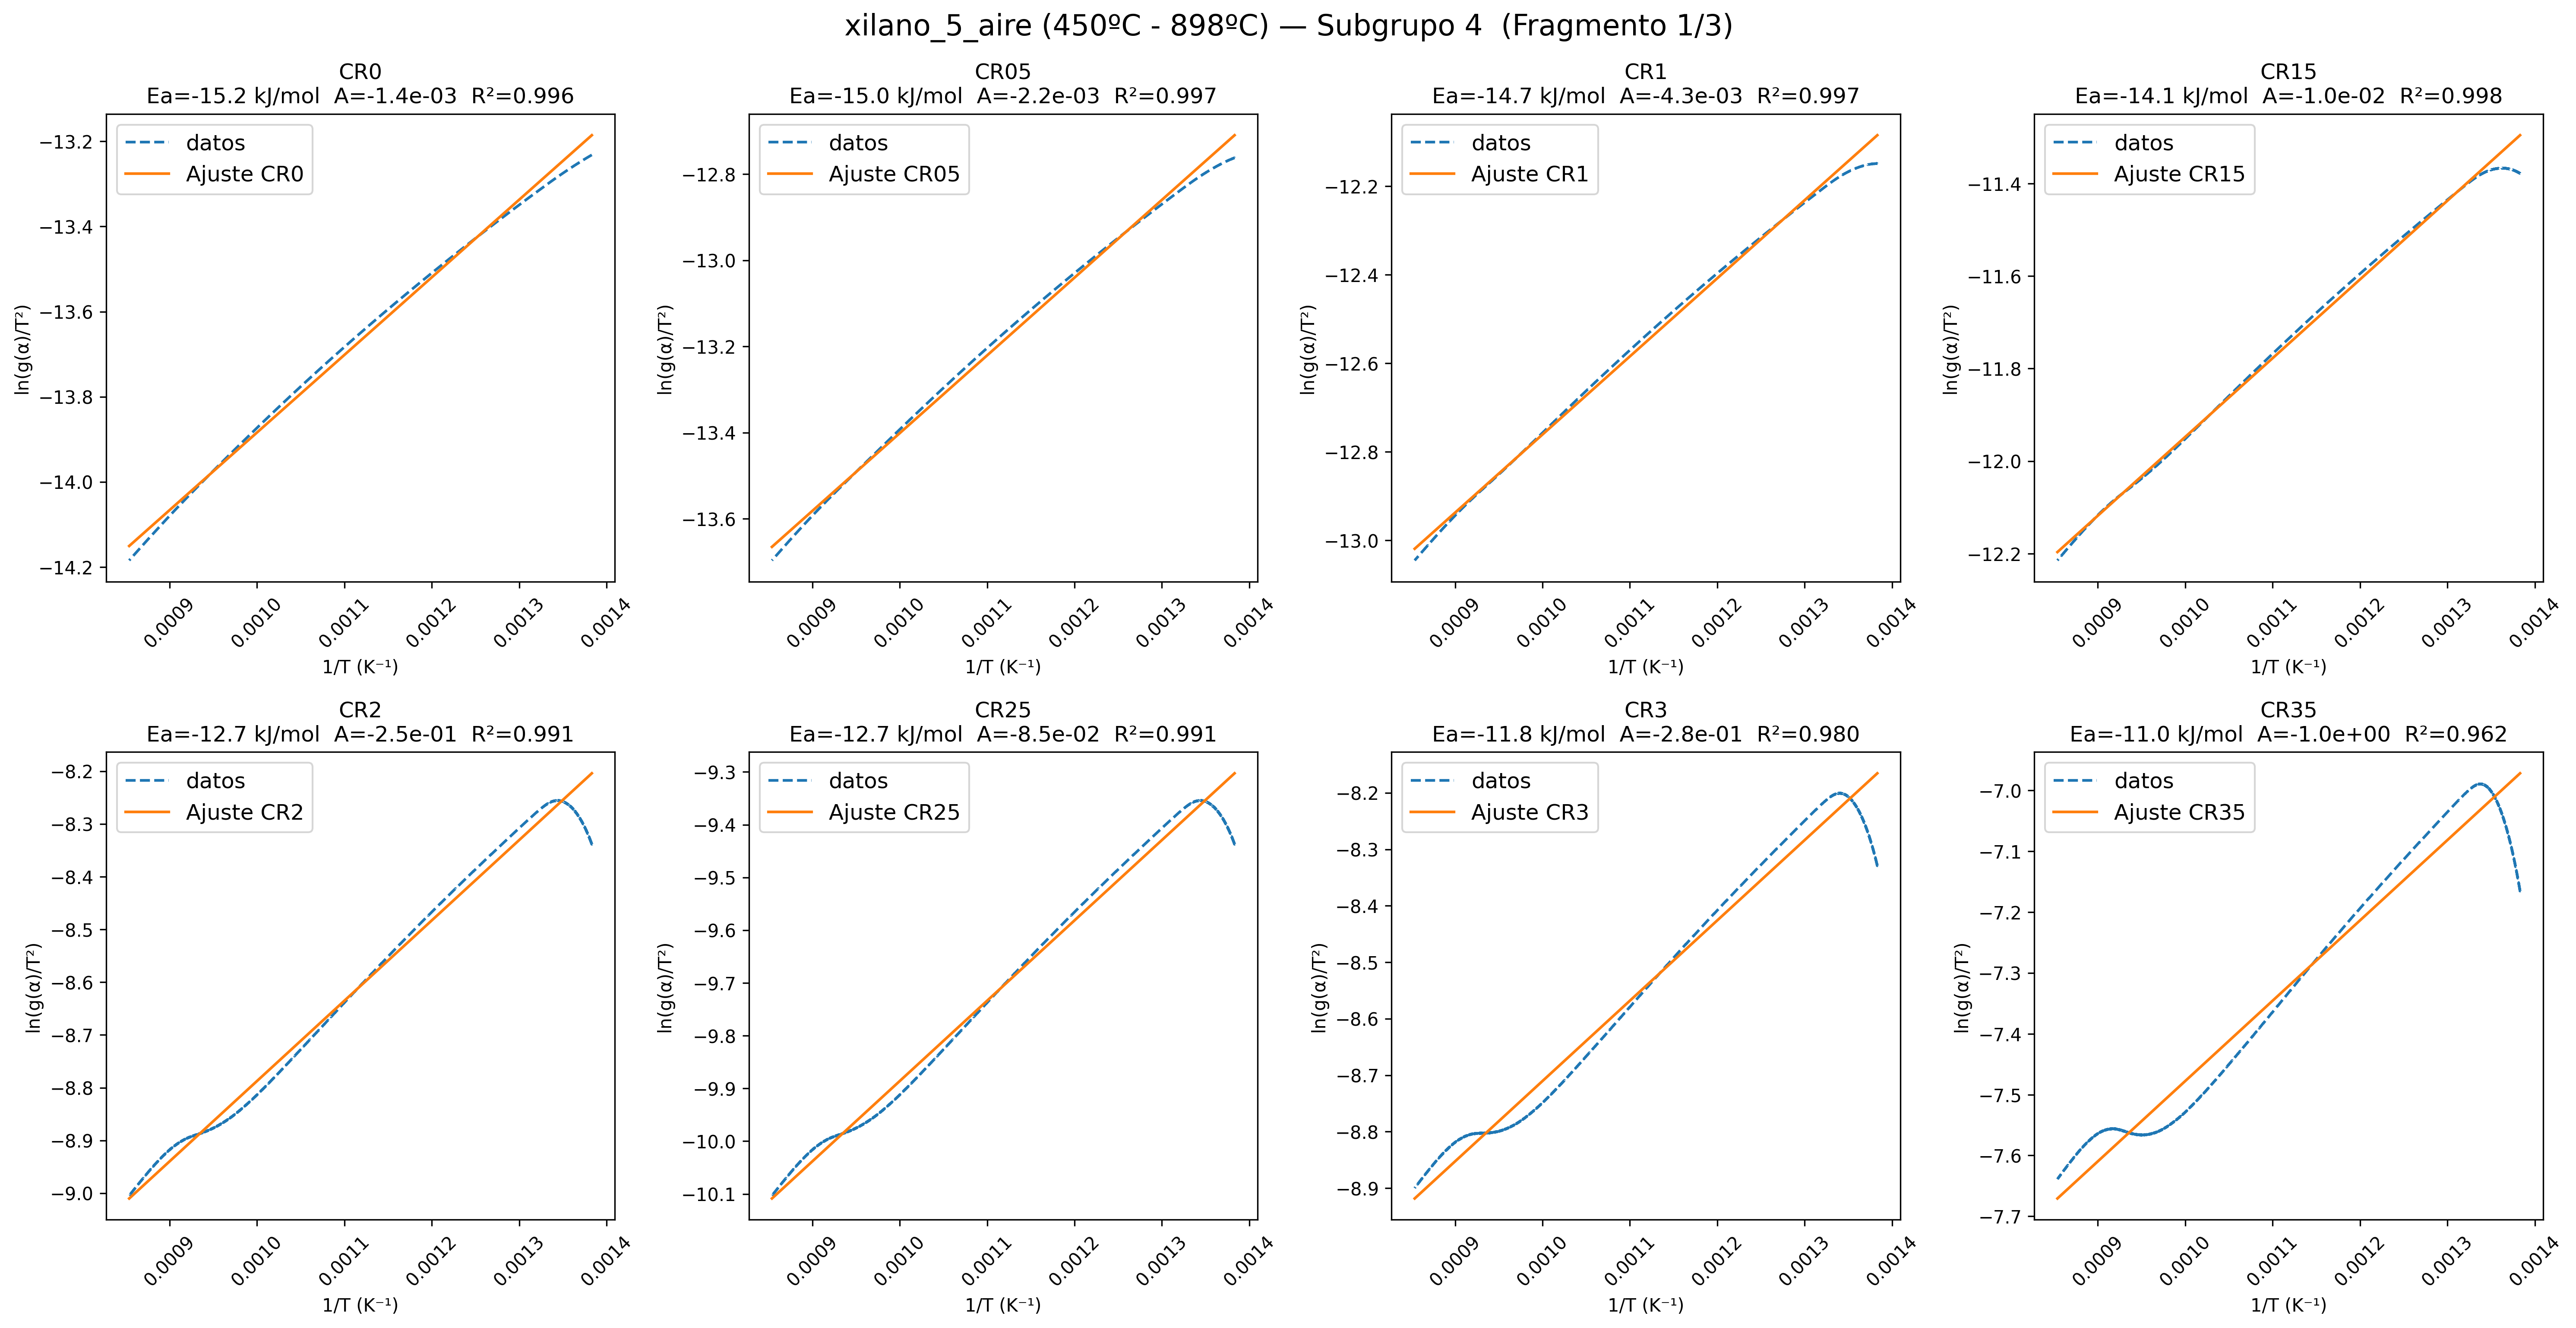 xilano_5_aire (450ºC - 898ºC) — Subgrupo 4  (Fragmento 1/3)
CR0
Ea=-15.2 kJ/mol  A=-1.4e-03  R²=0.996
datos
Ajuste CR0
−13.2
−13.4
−13.6
−13.8
−14.0
−14.2
ln(g(α)/T²)
0.0009
0.0010
0.0011
0.0012
0.0013
0.0014
1/T (K⁻¹)
CR05
Ea=-15.0 kJ/mol  A=-2.2e-03  R²=0.997
datos
Ajuste CR05
−12.8
−13.0
−13.2
−13.4
−13.6
ln(g(α)/T²)
0.0009
0.0010
0.0011
0.0012
0.0013
0.0014
1/T (K⁻¹)
CR1
Ea=-14.7 kJ/mol  A=-4.3e-03  R²=0.997
datos
Ajuste CR1
−12.2
−12.4
−12.6
−12.8
−13.0
ln(g(α)/T²)
0.0009
0.0010
0.0011
0.0012
0.0013
0.0014
1/T (K⁻¹)
CR15
Ea=-14.1 kJ/mol  A=-1.0e-02  R²=0.998
datos
Ajuste CR15
−11.4
−11.6
−11.8
−12.0
−12.2
ln(g(α)/T²)
0.0009
0.0010
0.0011
0.0012
0.0013
0.0014
1/T (K⁻¹)
CR2
Ea=-12.7 kJ/mol  A=-2.5e-01  R²=0.991
datos
Ajuste CR2
−8.2
−8.3
−8.4
−8.5
−8.6
−8.7
−8.8
−8.9
−9.0
ln(g(α)/T²)
0.0009
0.0010
0.0011
0.0012
0.0013
0.0014
1/T (K⁻¹)
CR25
Ea=-12.7 kJ/mol  A=-8.5e-02  R²=0.991
datos
Ajuste CR25
−9.3
−9.4
−9.5
−9.6
−9.7
−9.8
−9.9
−10.0
−10.1
ln(g(α)/T²)
0.0009
0.0010
0.0011
0.0012
0.0013
0.0014
1/T (K⁻¹)
CR3
Ea=-11.8 kJ/mol  A=-2.8e-01  R²=0.980
datos
Ajuste CR3
−8.2
−8.3
−8.4
−8.5
−8.6
−8.7
−8.8
−8.9
ln(g(α)/T²)
0.0009
0.0010
0.0011
0.0012
0.0013
0.0014
1/T (K⁻¹)
CR35
Ea=-11.0 kJ/mol  A=-1.0e+00  R²=0.962
datos
Ajuste CR35
−7.0
−7.1
−7.2
−7.3
−7.4
−7.5
−7.6
−7.7
ln(g(α)/T²)
0.0009
0.0010
0.0011
0.0012
0.0013
0.0014
1/T (K⁻¹)